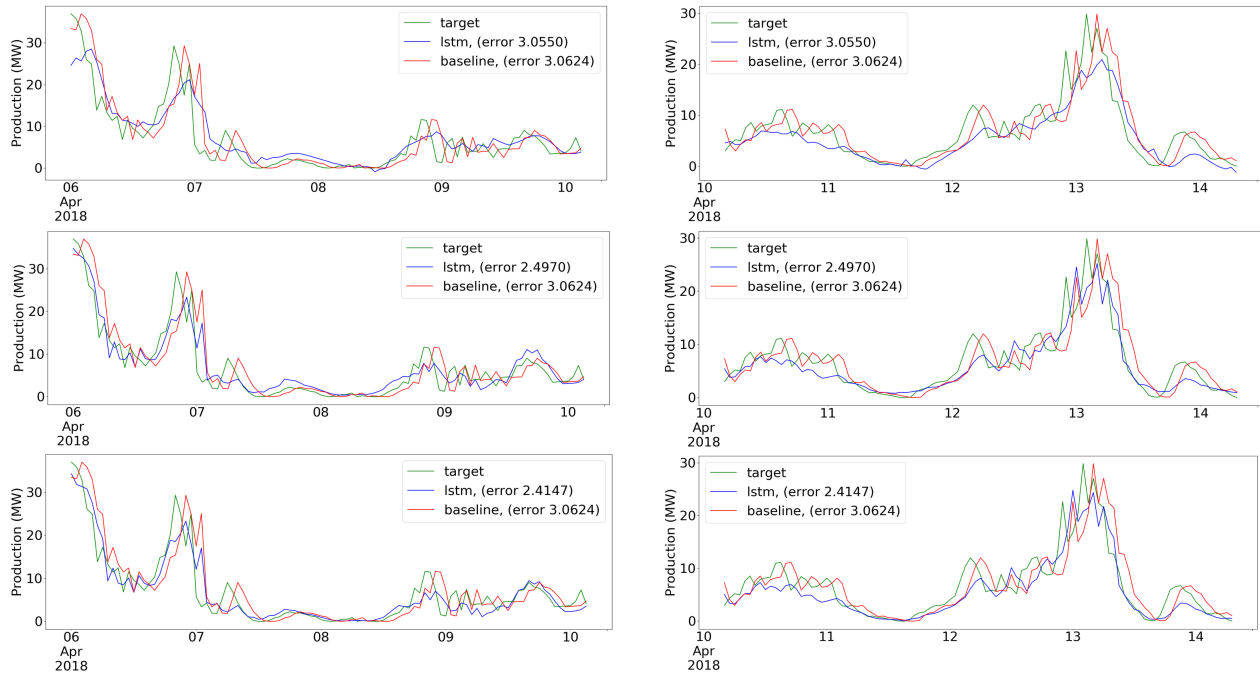 Production (MW)
30
20
10
0
target
lstm, (error 3.0550)
baseline, (error 3.0624)
06
07
08
09
10
Apr
2018
Production (MW)
30
20
10
0
target
lstm, (error 3.0550)
baseline, (error 3.0624)
10
11
12
13
14
Apr
2018
Production (MW)
30
20
10
0
target
lstm, (error 2.4970)
baseline, (error 3.0624)
06
07
08
09
10
Apr
2018
Production (MW)
30
20
10
0
target
lstm, (error 2.4970)
baseline, (error 3.0624)
10
11
12
13
14
Apr
2018
Production (MW)
30
20
10
0
target
lstm, (error 2.4147)
baseline, (error 3.0624)
06
07
08
09
10
Apr
2018
Production (MW)
30
20
10
0
target
lstm, (error 2.4147)
baseline, (error 3.0624)
10
11
12
13
14
Apr
2018